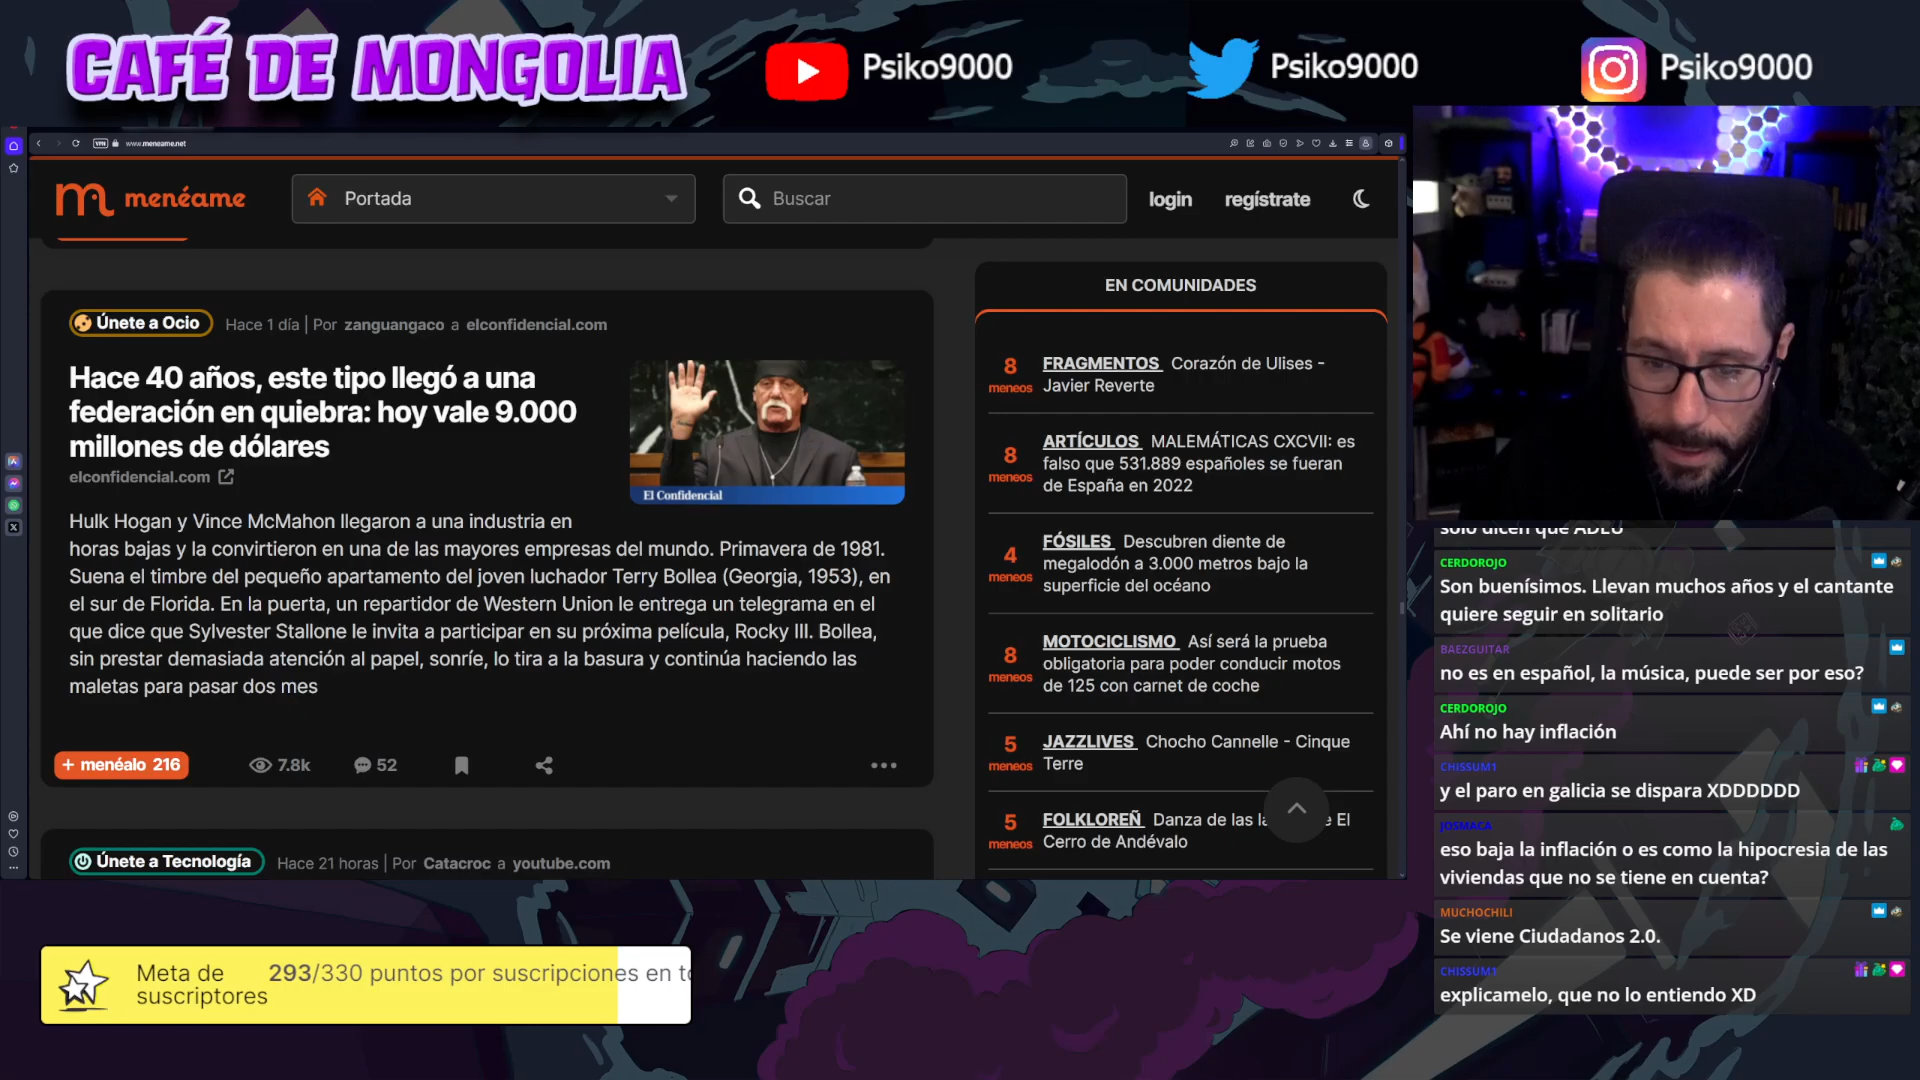 CAFÉ DE MONGOLIA
Psiko9000
Psiko9000
Psiko9000
VPN
www.meneame.net
menéame
Portada
Buscar
login
regístrate
Únete a Ocio
Hace 1 día | Por zanguangaco a elconfidencial.com
Hace 40 años, este tipo llegó a una
federación en quiebra: hoy vale 9.000
millones de dólares
elconfidencial.com
El Confidencial
Hulk Hogan y Vince McMahon llegaron a una industria en
horas bajas y la convirtieron en una de las mayores empresas del mundo. Primavera de 1981.
Suena el timbre del pequeño apartamento del joven luchador Terry Bollea (Georgia, 1953), en
el sur de Florida. En la puerta, un repartidor de Western Union le entrega un telegrama en el
que dice que Sylvester Stallone le invita a participar en su próxima película, Rocky III. Bollea,
sin prestar demasiada atención al papel, sonríe, lo tira a la basura y continúa haciendo las
maletas para pasar dos mes
+ menéalo 216
7.8k
52
Únete a Tecnología
Hace 21 horas | Por Catacroc a youtube.com
EN COMUNIDADES
8 meneos
FRAGMENTOS Corazón de Ulises -
Javier Reverte
8 meneos
ARTÍCULOS MALEMÁTICAS CXCVII: es
falso que 531.889 españoles se fueran
de España en 2022
4 meneos
FÓSILES Descubren diente de
megalodón a 3.000 metros bajo la
superficie del océano
8 meneos
MOTOCICLISMO Así será la prueba
obligatoria para poder conducir motos
de 125 con carnet de coche
5 meneos
JAZZLIVES Chocho Cannelle - Cinque
Terre
5 meneos
FOLKLOREÑ Danza de las la e El
Cerro de Andévalo
solo dicen que ADEU
CERDOROJO
Son buenísimos. Llevan muchos años y el cantante
quiere seguir en solitario
BAEZGUITAR
no es en español, la música, puede ser por eso?
CERDOROJO
Ahí no hay inflación
CHISSUM1
y el paro en galicia se dispara XDDDDDD
JOSMACA
eso baja la inflación o es como la hipocresia de las
viviendas que no se tiene en cuenta?
MUCHOCHILI
Se viene Ciudadanos 2.0.
CHISSUM1
explicamelo, que no lo entiendo XD
Meta de
suscriptores
293/330 puntos por suscripciones en to